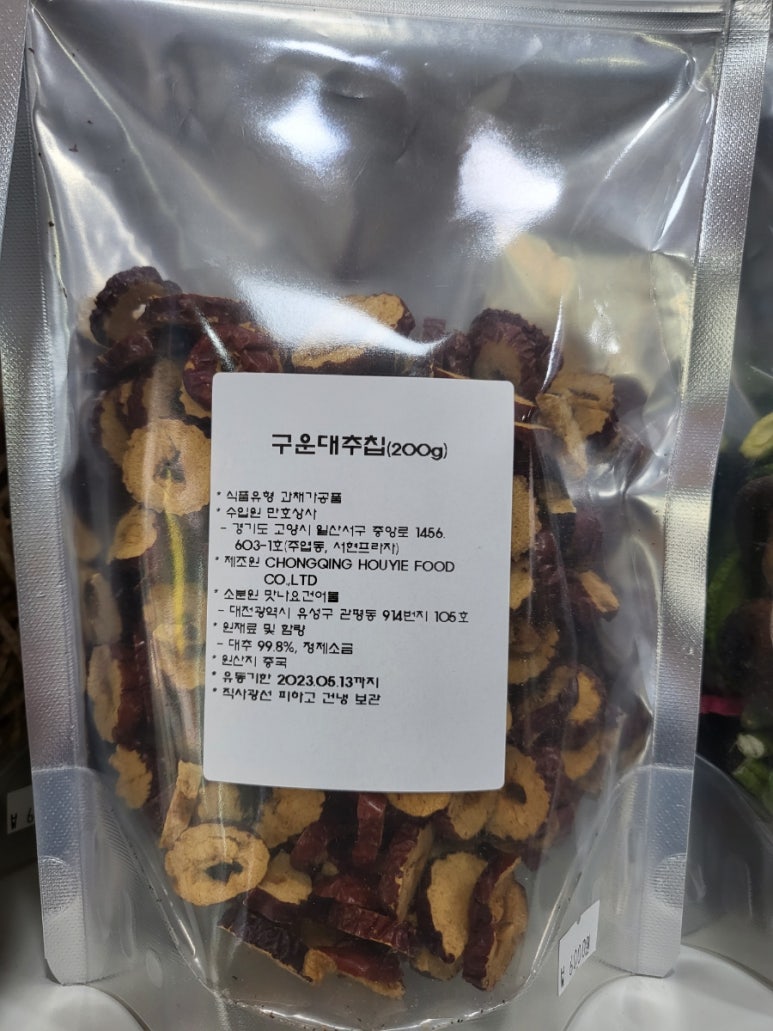 구운대추칩(200g)
* 식품유형 과채가공품
* 수입원 만호상사
- 경기도 고양시 일산서구 중앙로 1456.
603-1호(주엽동, 서현프라자)
* 제조원 CHONGQING HOUYIE FOOD
CO.,LTD
* 소분원 맛나요건어물
- 대전광역시 유성구 관평동 914번지 105호
* 원재료 및 함량
- 대추 99.8%, 정제소금
* 원산지 중국
* 유통기한 2023.05.13까지
* 직사광선 피하고 건냉 보관
₩ 6000원